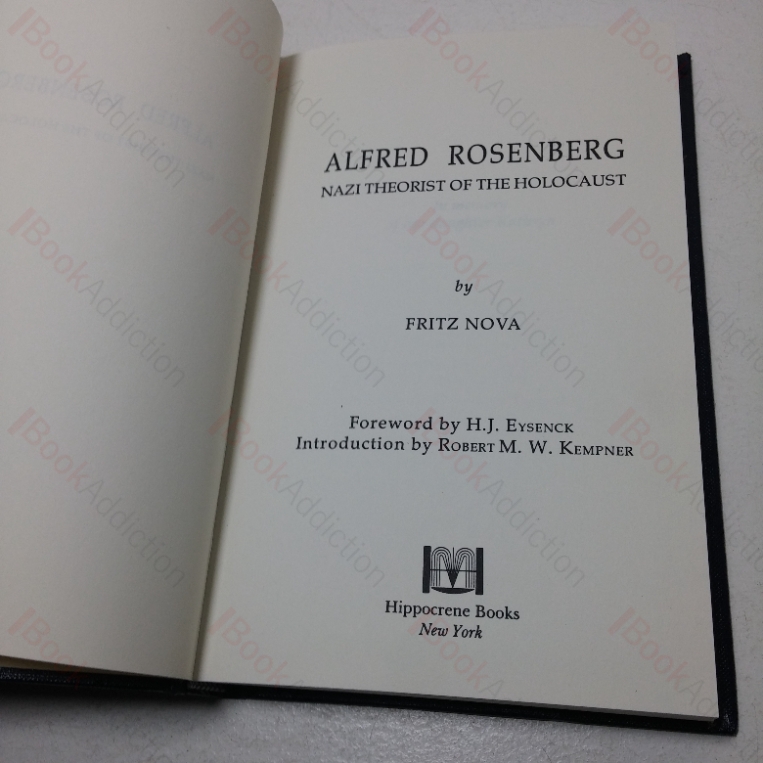 ALFRED ROSENBERG
NAZI THEORIST OF THE HOLOCAUST
by
FRITZ NOVA
Foreword by H.J. EYSENCK
Introduction by ROBERT M. W. KEMPNER
Hippocrene Books
New York
BookAddiction